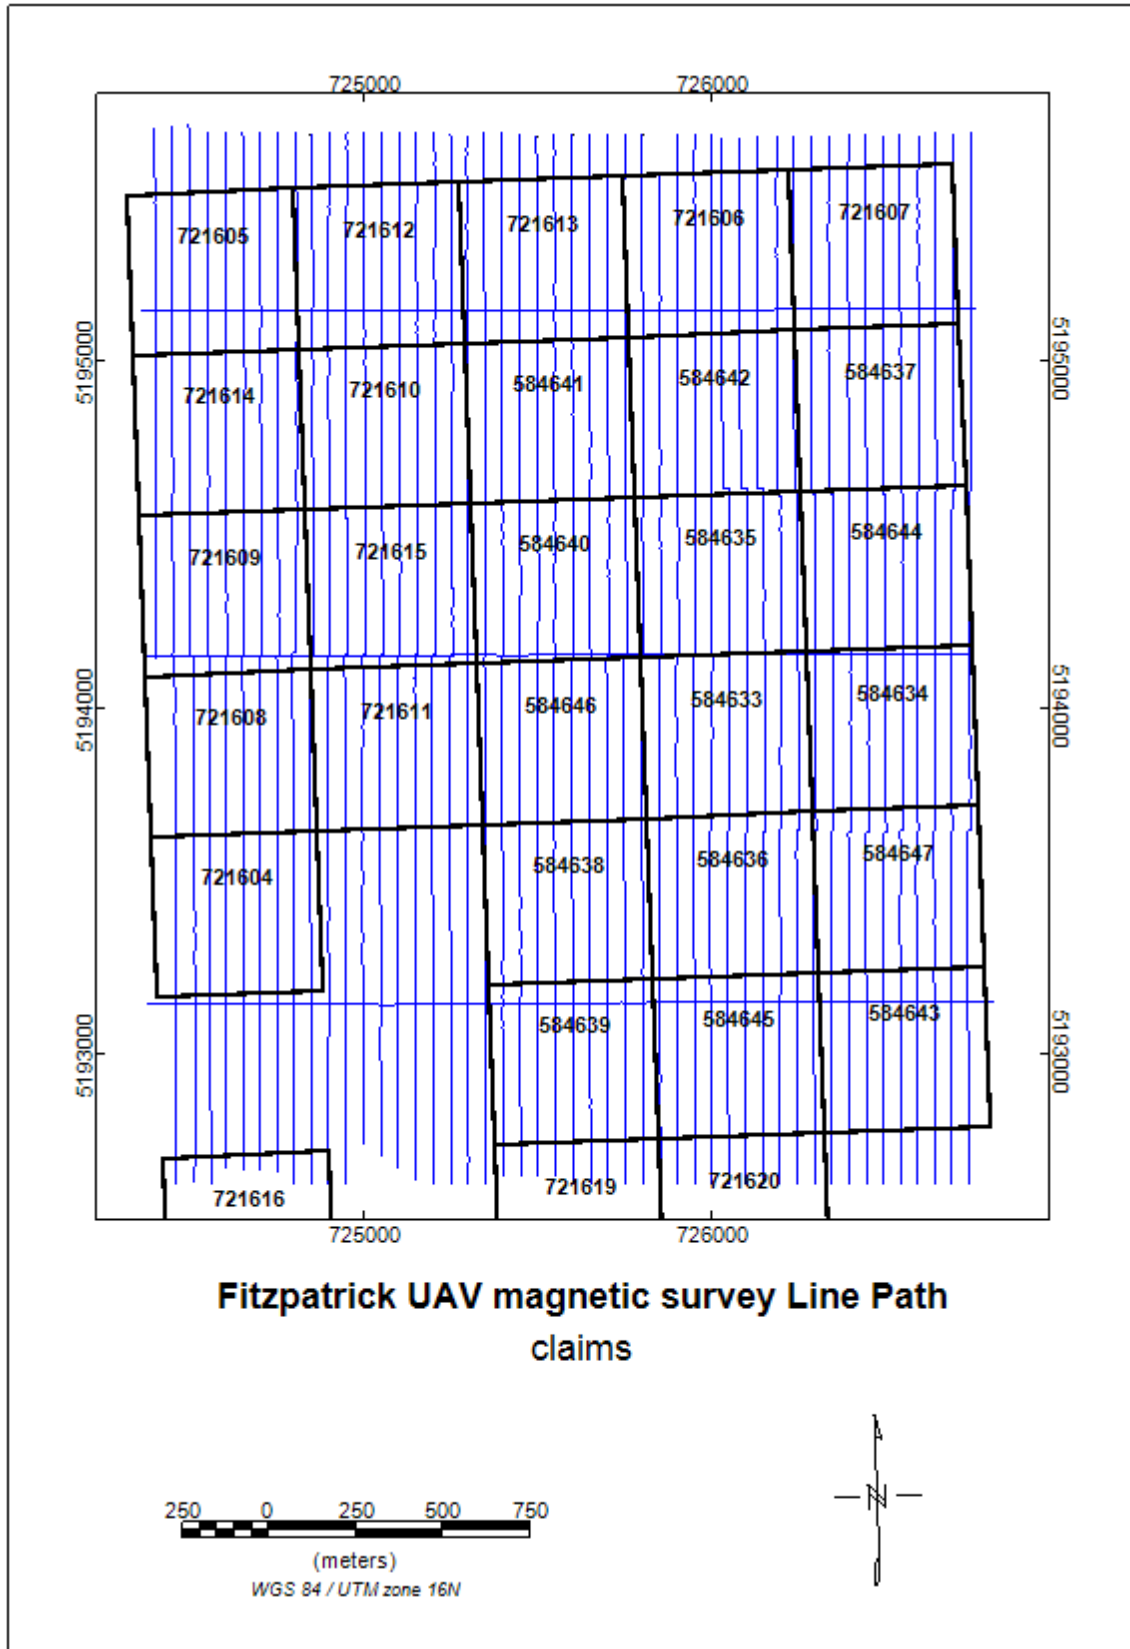 725000 726000
721605 721612 721613 721606 721607
5195000 5195000
721614 721610 584641 584642 584637
721609 721615 584640 584635 584644
5194000 5194000
721608 721611 584646 584633 584634
721604 584638 584636 584647
5193000 5193000
584639 584645 584643
721616 721619 721620
725000 726000
Fitzpatrick UAV magnetic survey Line Path
claims
250 0 250 500 750
(meters)
WGS 84 / UTM zone 16N
N